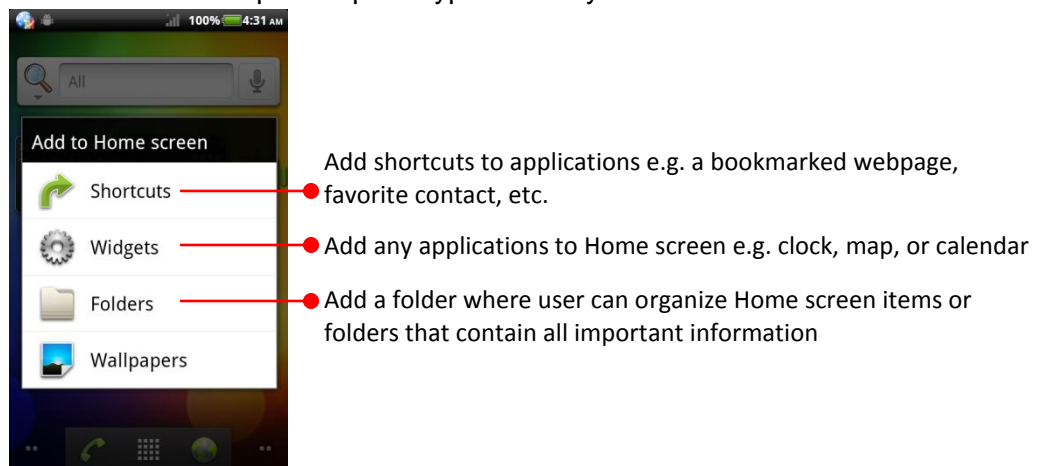 100% 4:31 AM
All
Add to Home screen
Shortcuts
Add shortcuts to applications e.g. a bookmarked webpage,
favorite contact, etc.
Widgets
Add any applications to Home screen e.g. clock, map, or calendar
Folders
Add a folder where user can organize Home screen items or
folders that contain all important information
Wallpapers